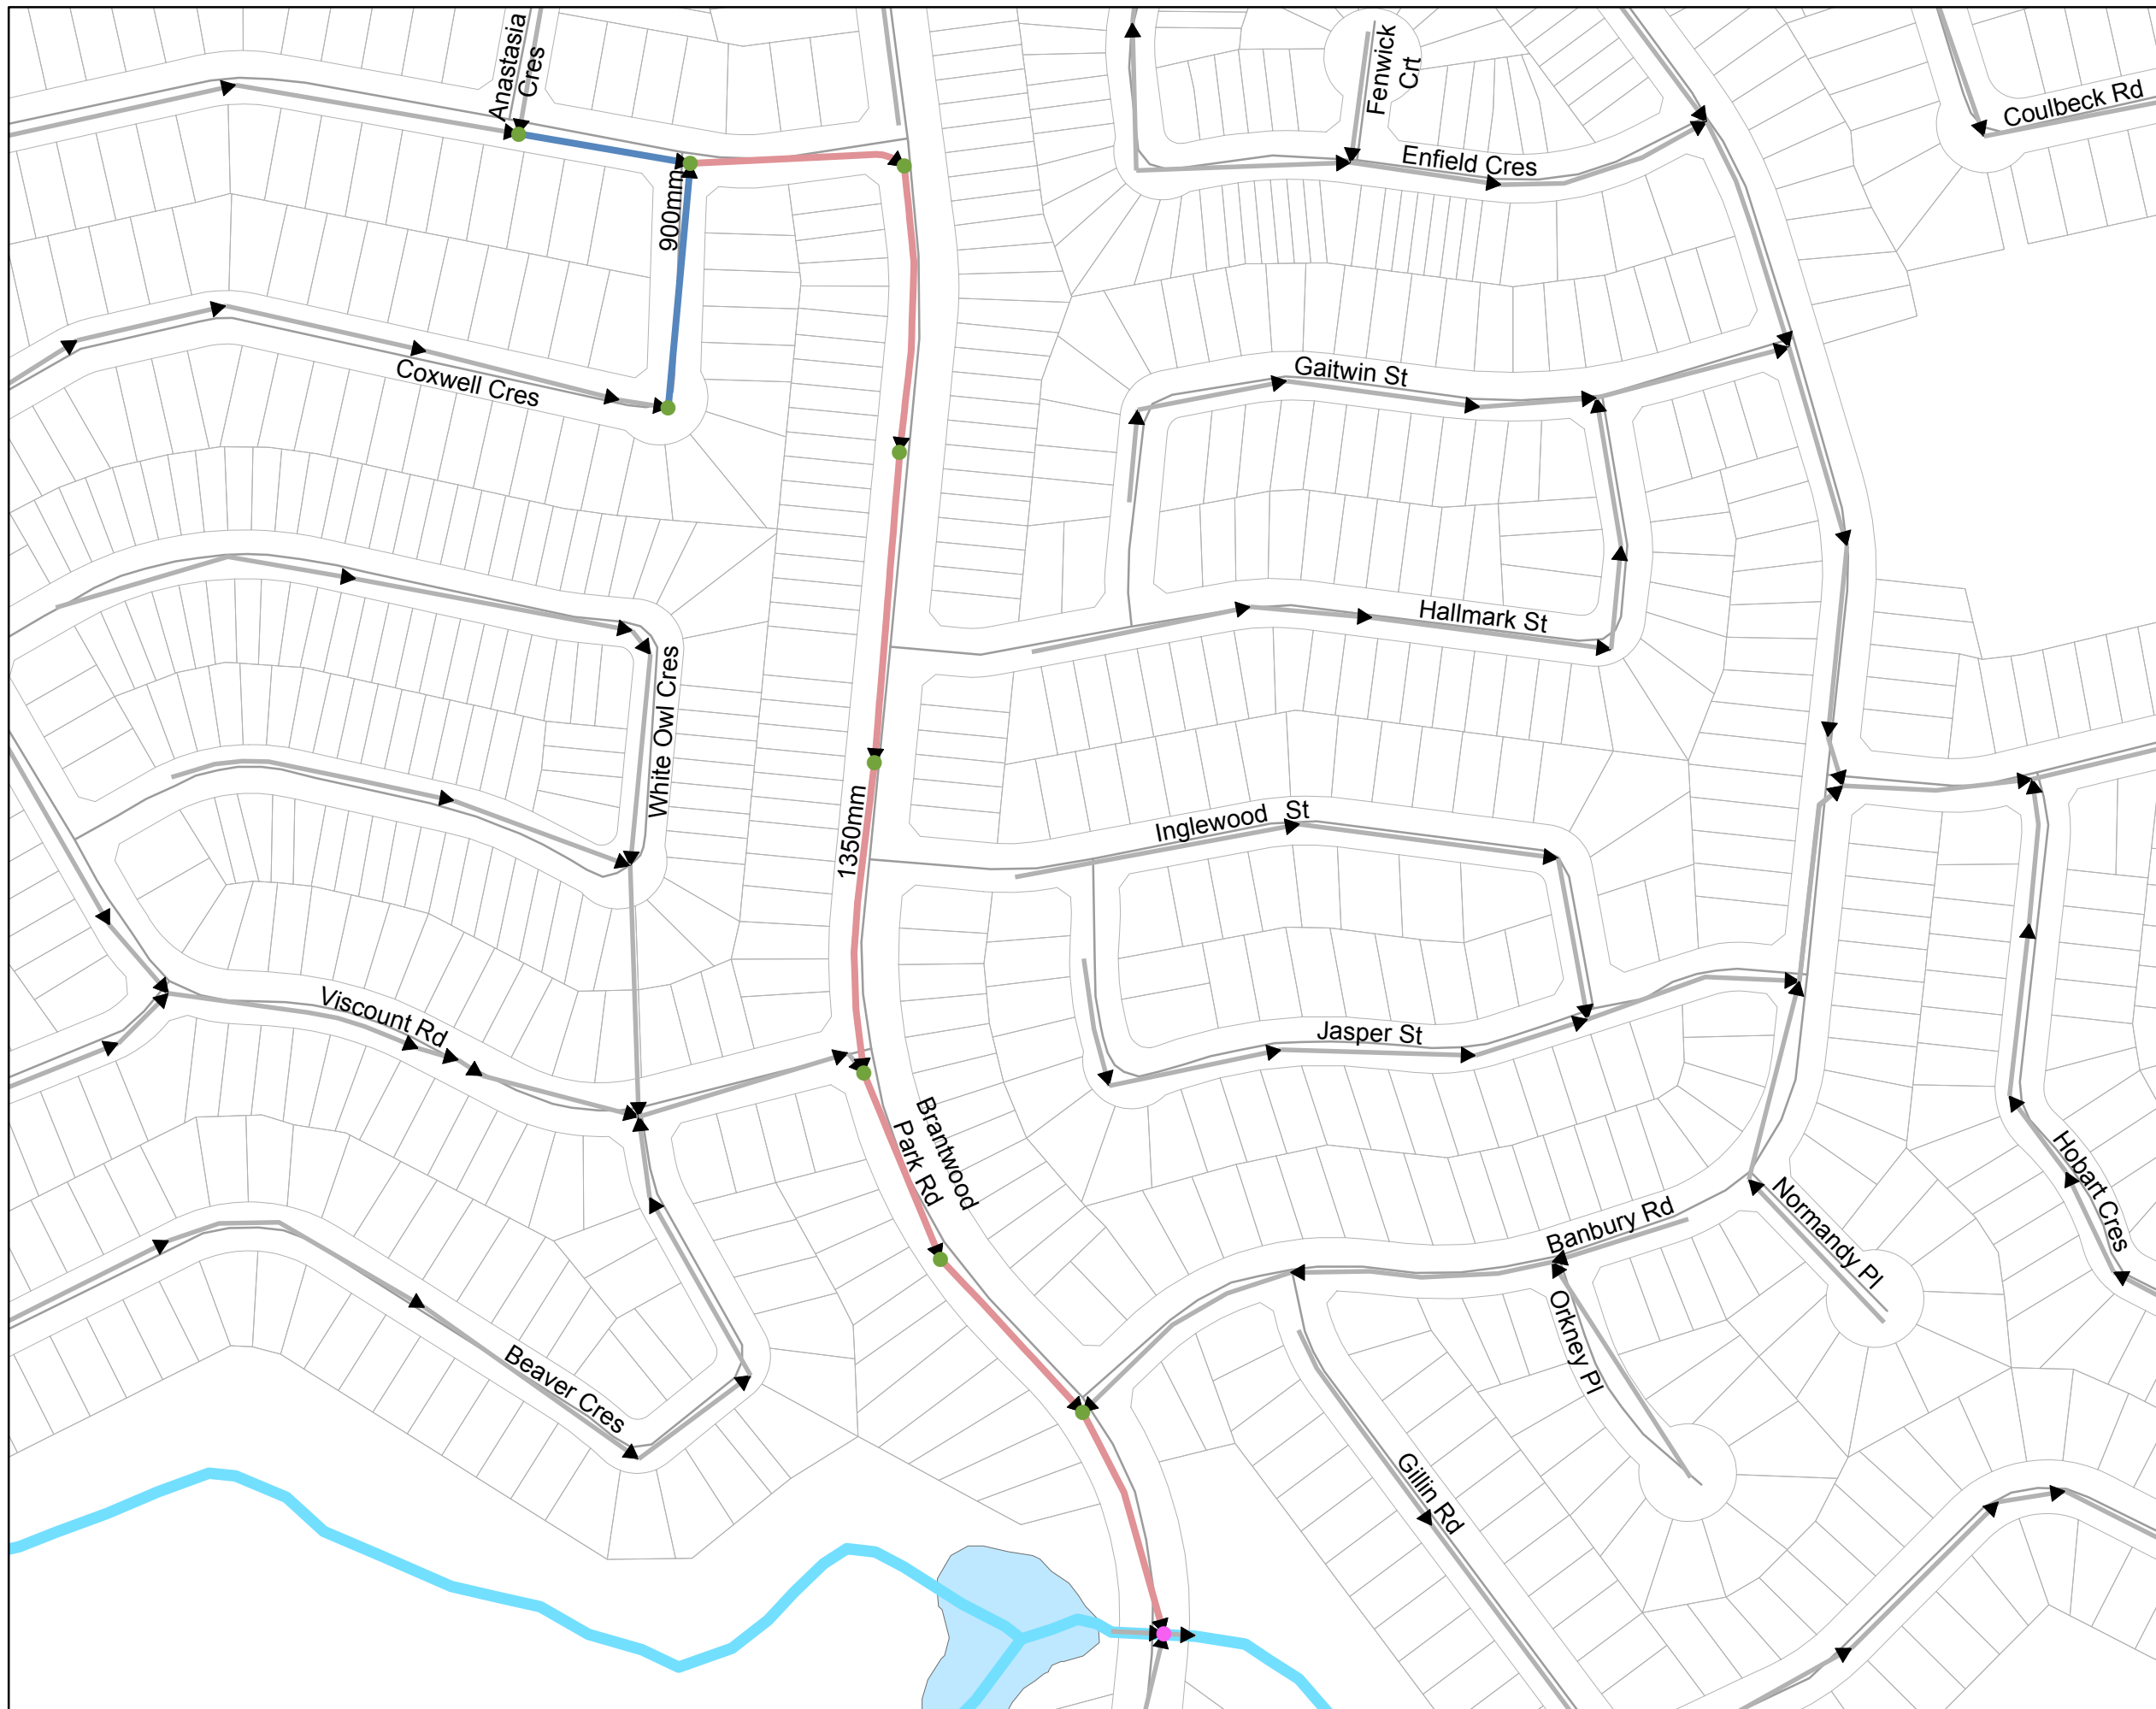 Anastasia
Cres
Fenwick
Crt
Coulbeck Rd
Enfield Cres
900mm
Coxwell Cres
Gaitwin St
Hallmark St
White Owl Cres
Inglewood St
1350mm
Viscount Rd
Jasper St
Brantwood
Park Rd
Banbury Rd
Normandy Pl
Hobart Cres
Orkney Pl
Beaver Cres
Gillin Rd